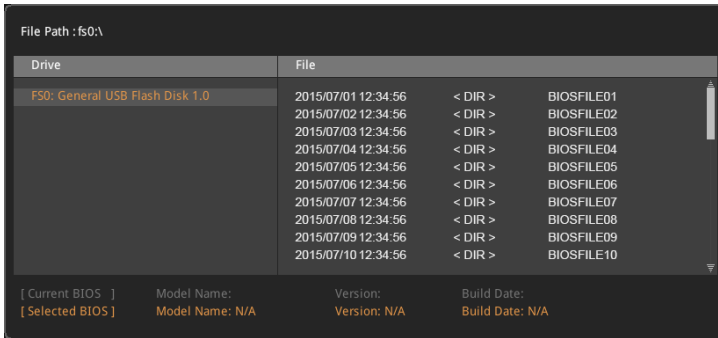 File Path : fs0:\
Drive File
FS0: General USB Flash Disk 1.0
2015/07/01 12:34:56 < DIR > BIOSFILE01
2015/07/02 12:34:56 < DIR > BIOSFILE02
2015/07/03 12:34:56 < DIR > BIOSFILE03
2015/07/04 12:34:56 < DIR > BIOSFILE04
2015/07/05 12:34:56 < DIR > BIOSFILE05
2015/07/06 12:34:56 < DIR > BIOSFILE06
2015/07/07 12:34:56 < DIR > BIOSFILE07
2015/07/08 12:34:56 < DIR > BIOSFILE08
2015/07/09 12:34:56 < DIR > BIOSFILE09
2015/07/10 12:34:56 < DIR > BIOSFILE10
[ Current BIOS ] Model Name: Version: Build Date:
[ Selected BIOS ] Model Name: N/A Version: N/A Build Date: N/A